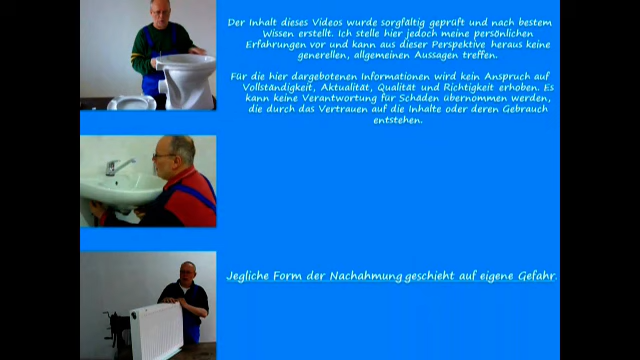 Der Inhalt dieses Videos wurde sorgfältig geprüft und nach bestem
Wissen erstellt. Ich stelle hier jedoch meine persönlichen
Erfahrungen vor und kann aus dieser Perspektive heraus keine
generellen, allgemeinen Aussagen treffen.
Für die hier dargebotenen Informationen wird kein Anspruch auf
Vollständigkeit, Aktualität, Qualität und Richtigkeit erhoben. Es
kann keine Verantwortung für Schäden übernommen werden,
die durch das Vertrauen auf die Inhalte oder deren Gebrauch
entstehen.
Jegliche Form der Nachahmung geschieht auf eigene Gefahr.